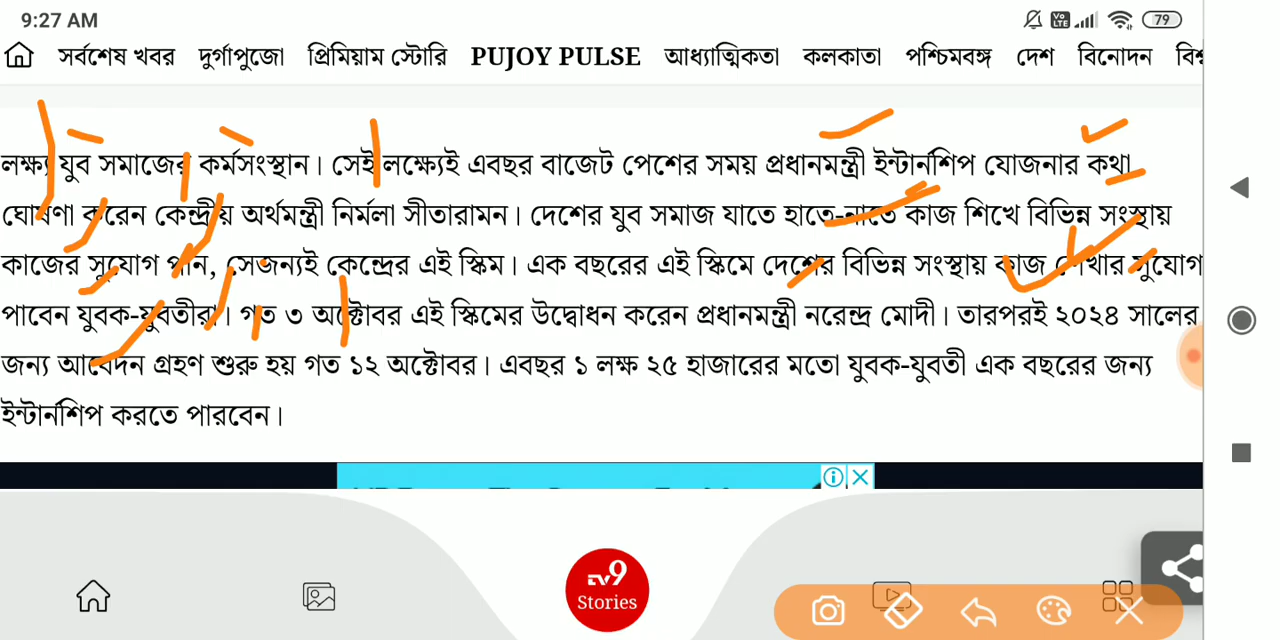 9:27 AM
Vo LTE 79
সর্বশেষ খবর দুর্গাপুজো প্রিমিয়াম স্টোরি PUJOY PULSE আধ্যাত্মিকতা কলকাতা পশ্চিমবঙ্গ দেশ বিনোদন
লক্ষ্য যুব সমাজের কর্মসংস্থান। সেই লক্ষ্যেই এবছর বাজেট পেশের সময় প্রধানমন্ত্রী ইন্টার্নশিপ যোজনার কথা
ঘোষণা করেন কেন্দ্রীয় অর্থমন্ত্রী নির্মলা সীতারামন। দেশের যুব সমাজ যাতে হাতে-নাতে কাজ শিখে বিভিন্ন সংস্থায়
কাজের সুযোগ পান, সেজন্যই কেন্দ্রের এই স্কিম। এক বছরের এই স্কিমে দেশের বিভিন্ন সংস্থায় কাজ শেখার সুযোগ
পাবেন যুবক-যুবতীরা। গত ৩ অক্টোবর এই স্কিমের উদ্বোধন করেন প্রধানমন্ত্রী নরেন্দ্র মোদী। তারপরই ২০২৪ সালের
জন্য আবেদন গ্রহণ শুরু হয় গত ১২ অক্টোবর। এবছর ১ লক্ষ ২৫ হাজারের মতো যুবক-যুবতী এক বছরের জন্য
ইন্টার্নশিপ করতে পারবেন।
TV9
Stories